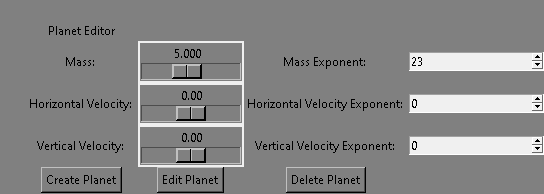 Planet Editor
5.000
Mass:
Mass Exponent:
23
0.00
Horizontal Velocity:
Horizontal Velocity Exponent:
0
0.00
Vertical Velocity:
Vertical Velocity Exponent:
0
Create Planet
Edit Planet
Delete Planet